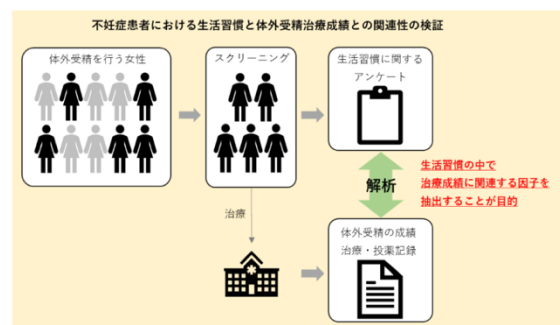 不妊症患者における生活習慣と体外受精治療成績との関連性の検証
体外受精を行う女性
スクリーニング
生活習慣に関する
アンケート
解析
生活習慣の中で
治療成績に関連する因子を
抽出することが目的
治療
体外受精の成績
治療・投薬記録